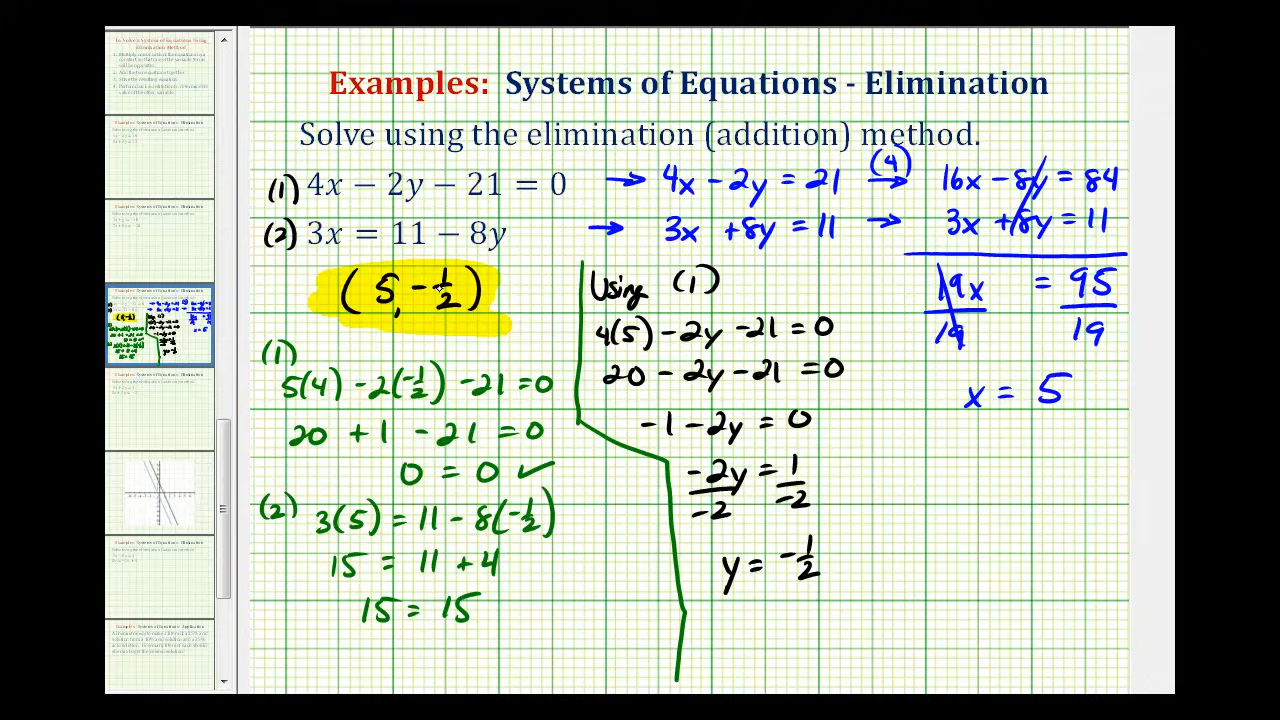 Examples: Systems of Equations - Elimination
Solve using the elimination (addition) method.
(1) 4x − 2y − 21 = 0 → 4x - 2y = 21 (4) → 16x - 8y = 84
(2) 3x = 11 − 8y → 3x + 8y = 11 → 3x + 8y = 11
(5, -1/2)
(1)
5(4) - 2(-1/2) - 21 = 0
20 + 1 - 21 = 0
0 = 0 ✓
(2) 3(5) = 11 - 8(-1/2)
15 = 11 + 4
15 = 15
Using (1)
4(5) - 2y - 21 = 0
20 - 2y - 21 = 0
-1 - 2y = 0
-2y/-2 = 1/-2
y = -1/2
19x/19 = 95/19
x = 5